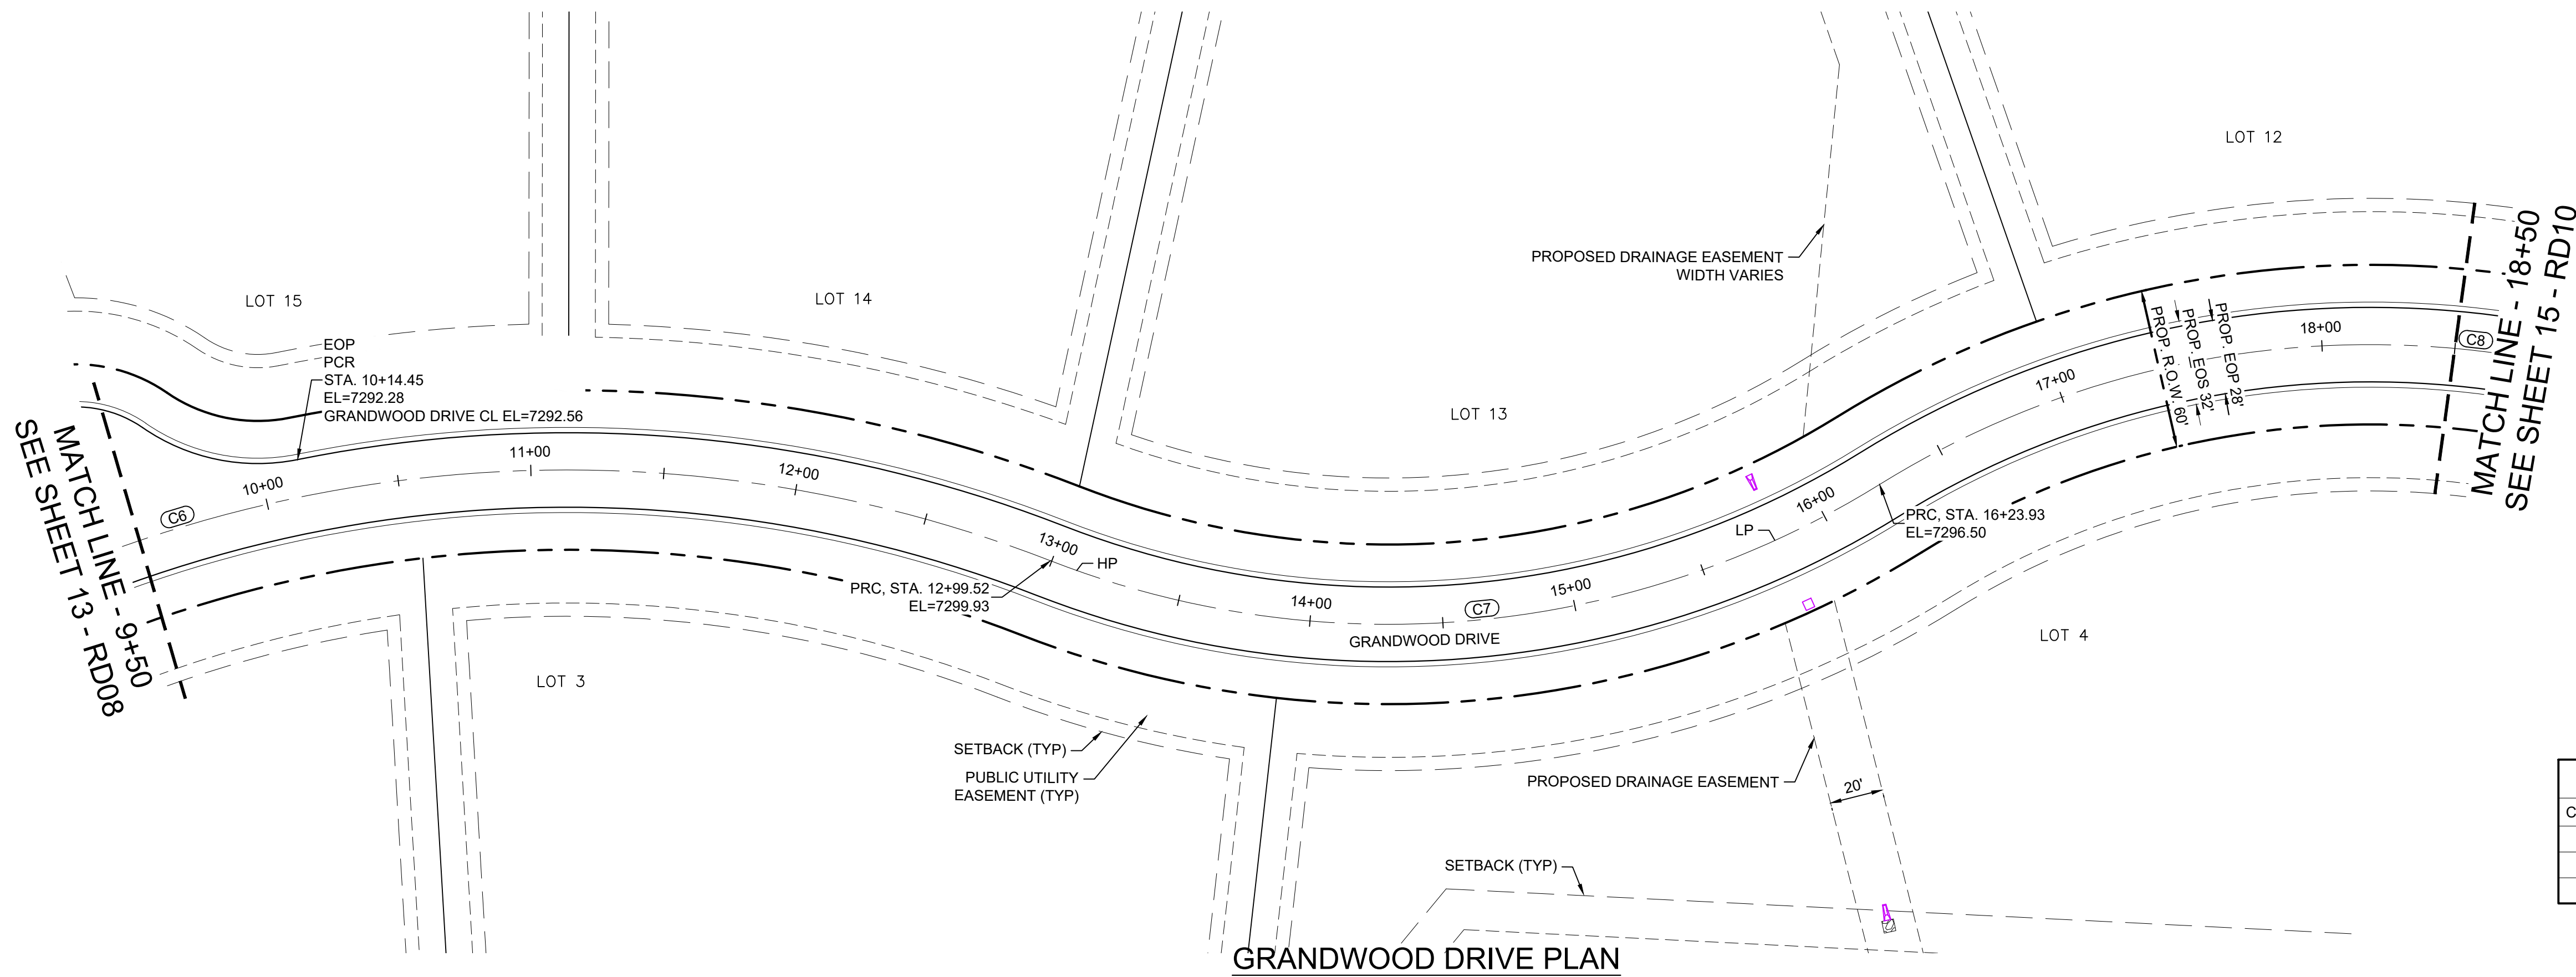 LOT 12
LOT 15
LOT 14
LOT 13
PROPOSED DRAINAGE EASEMENT
WIDTH VARIES
EOP
PCR
STA. 10+14.45
EL=7292.28
GRANDWOOD DRIVE CL EL=7292.56
MATCH LINE - 9+50
SEE SHEET 13 - RD08
C6
10+00
11+00
12+00
13+00
HP
PRC, STA. 12+99.52
EL=7299.93
14+00
C7
15+00
GRANDWOOD DRIVE
LP
16+00
PRC, STA. 16+23.93
EL=7296.50
17+00
PROP. R.O.W. 60'
PROP. EOS 32'
PROP. EOP 28'
18+00
C8
MATCH LINE - 18+50
SEE SHEET 15 - RD10
LOT 3
LOT 4
SETBACK (TYP)
PUBLIC UTILITY
EASEMENT (TYP)
PROPOSED DRAINAGE EASEMENT
20'
SETBACK (TYP)
GRANDWOOD DRIVE PLAN